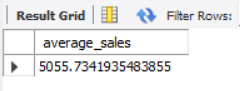 Result Grid Filter Rows:
average_sales
5055.7341935483855